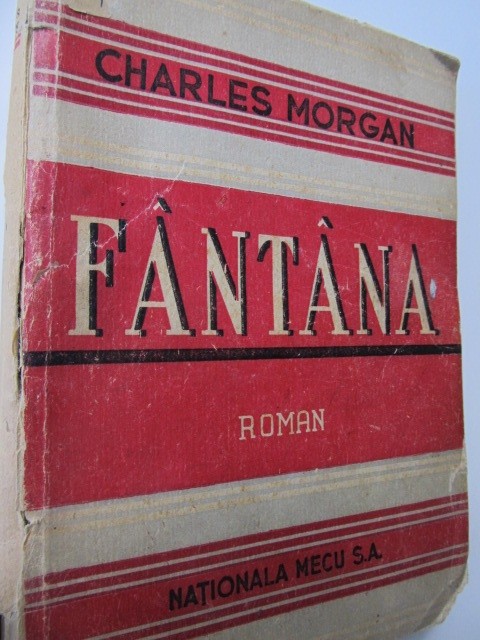 CHARLES MORGAN
FÂNTÂNA
ROMAN
NATIONALA MECU S.A.